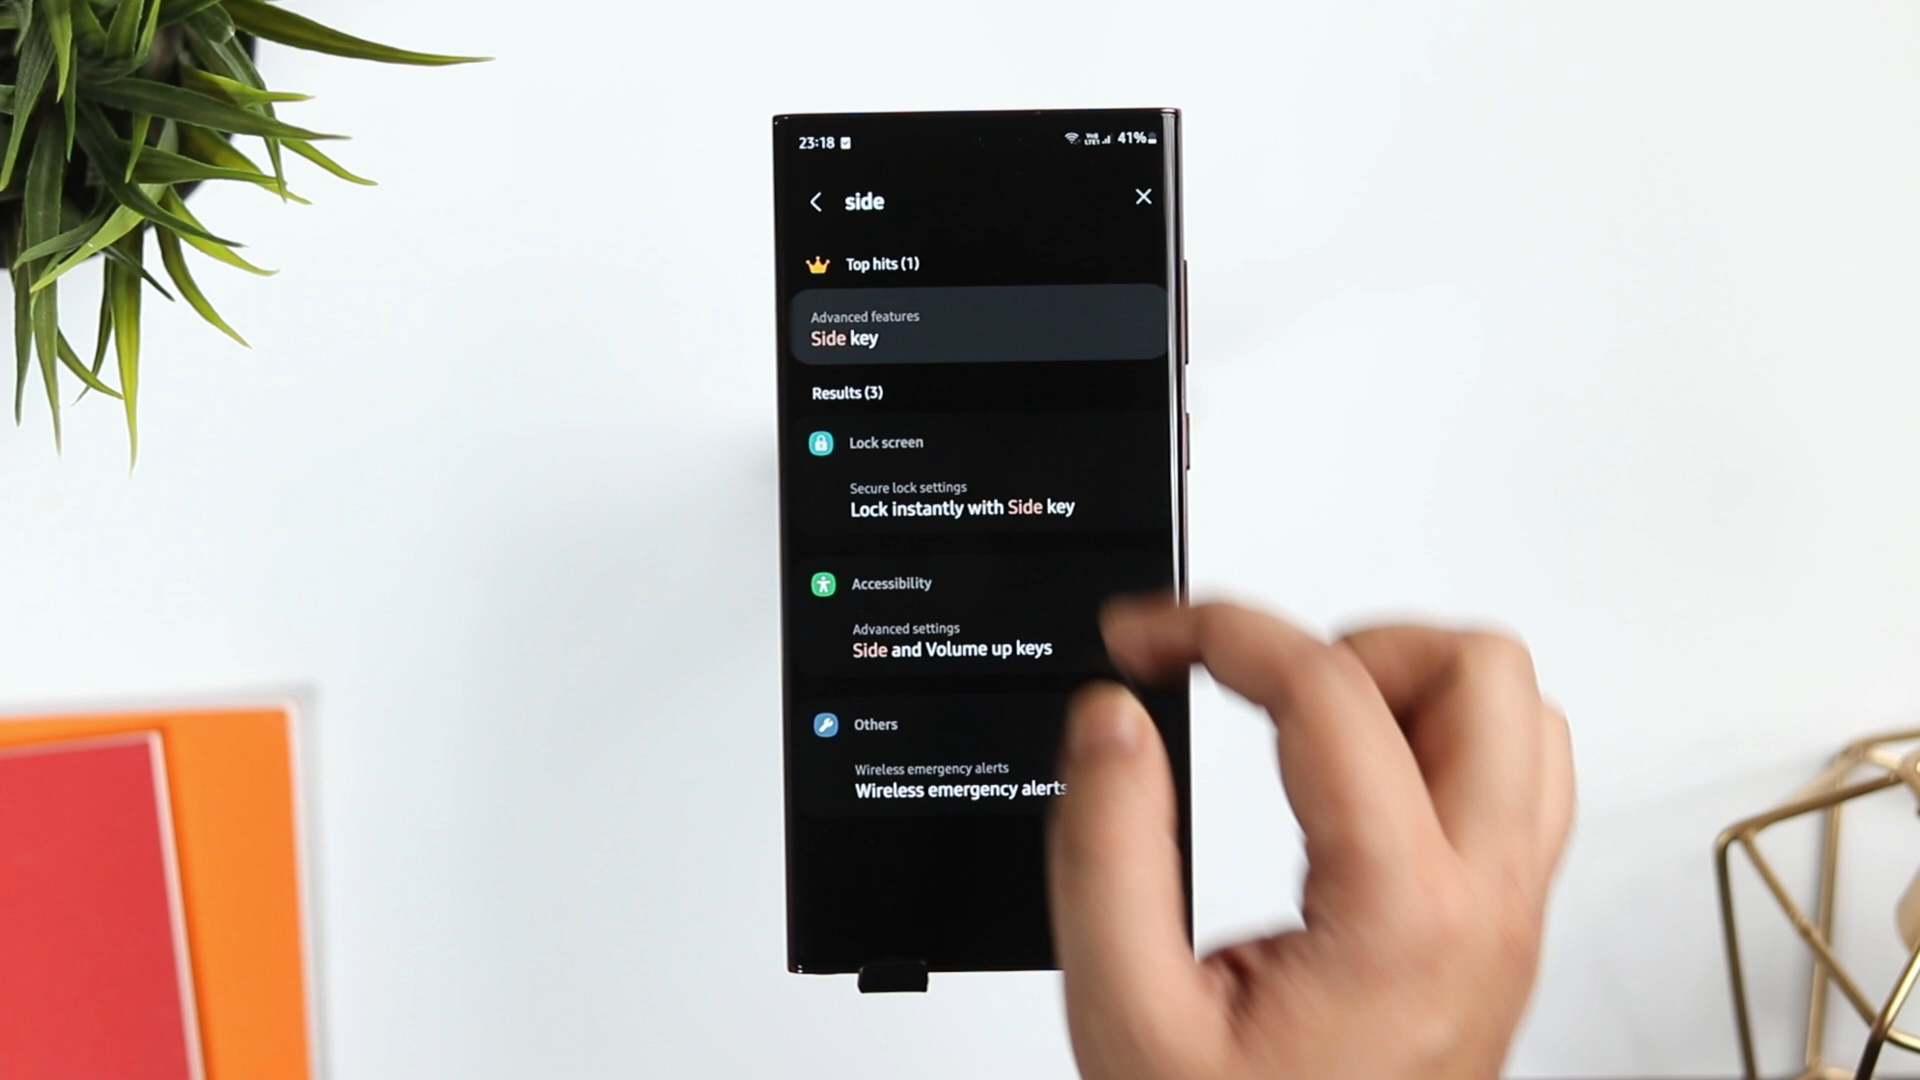 23:18
Vo)) LTE1 41%
side
Top hits (1)
Advanced features
Side key
Results (3)
Lock screen
Secure lock settings
Lock instantly with Side key
Accessibility
Advanced settings
Side and Volume up keys
Others
Wireless emergency alerts
Wireless emergency alerts